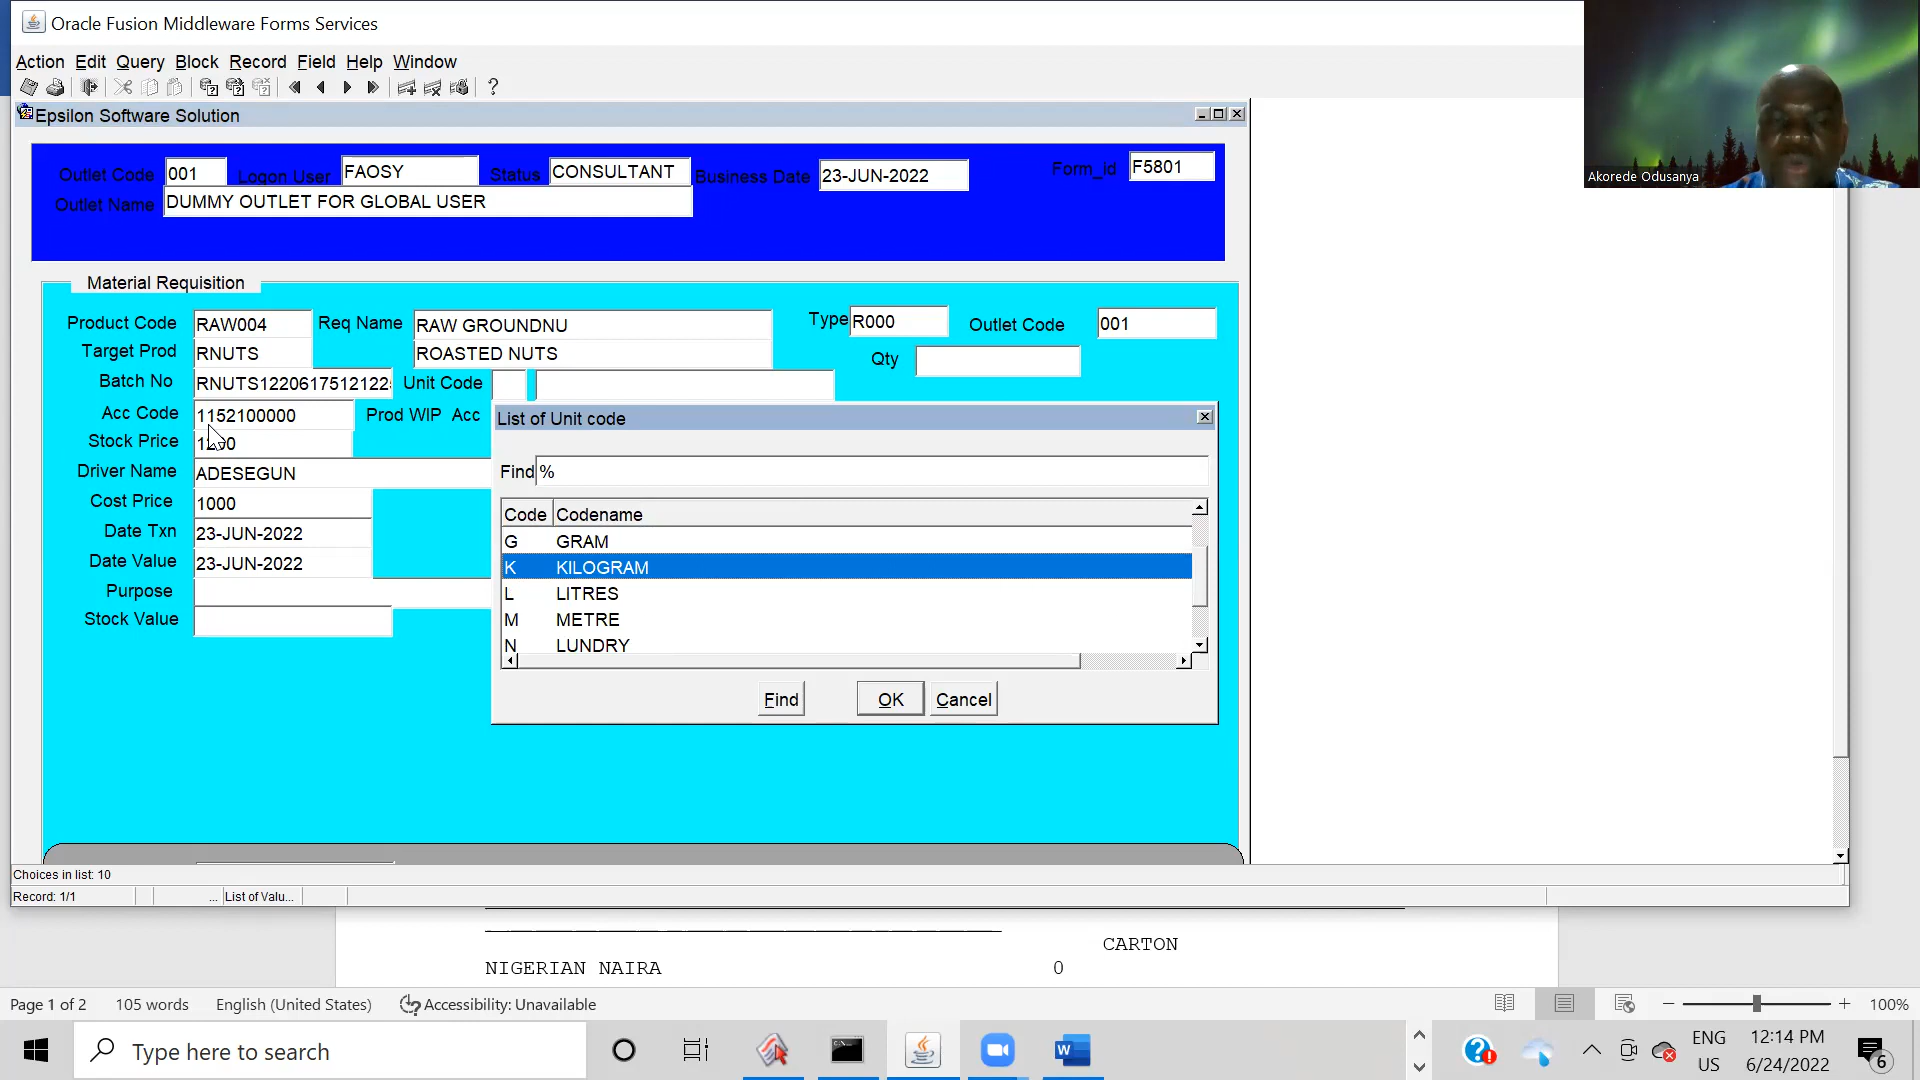 Oracle Fusion Middleware Forms Services
Action Edit Query Block Record Field Help Window
Epsilon Software Solution
Outlet Code 001 Logon User FAOSY Status CONSULTANT Business Date 23-JUN-2022 Form_id F5801
Outlet Name DUMMY OUTLET FOR GLOBAL USER
Akorede Odusanya
Material Requisition
Product Code RAW004 Req Name RAW GROUNDNU Type R000 Outlet Code 001
Target Prod RNUTS ROASTED NUTS Qty
Batch No Unit Code
Acc Code 1152100000 Prod WIP Acc
Stock Price
Driver Name ADESEGUN
Cost Price 1000
Date Txn 23-JUN-2022
Date Value 23-JUN-2022
Purpose
Stock Value
List of Unit code
Find %
Code Codename
G GRAM
K KILOGRAM
L LITRES
M METRE
N LUNDRY
Find OK Cancel
Choices in list: 10
Record: 1/1 ... List of Valu...
CARTON
NIGERIAN NAIRA 0
Page 1 of 2 105 words English (United States) Accessibility: Unavailable 100%
Type here to search
ENG
US
12:14 PM
6/24/2022
6